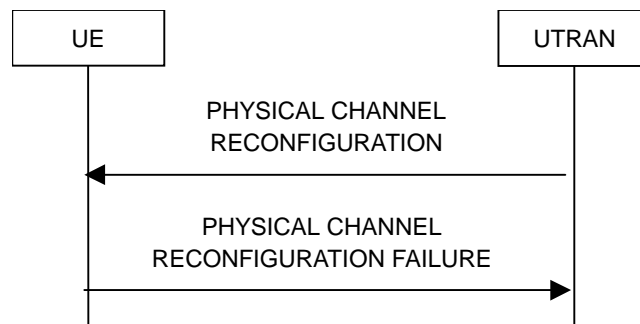 UE
UTRAN
PHYSICAL CHANNEL
RECONFIGURATION
PHYSICAL CHANNEL
RECONFIGURATION FAILURE